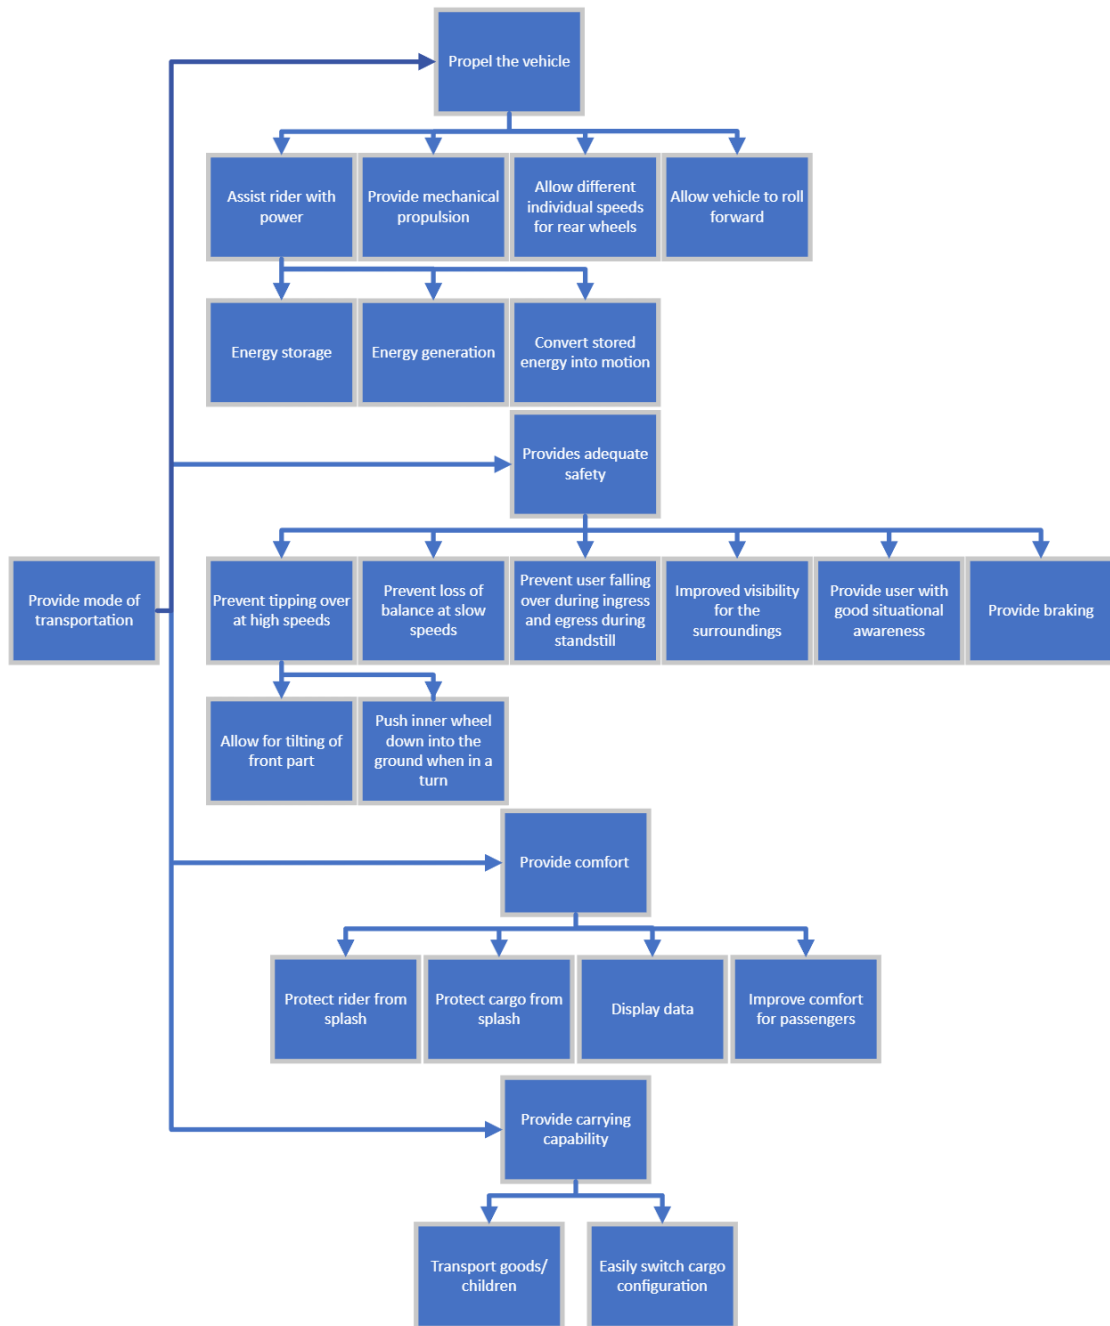 Propel the vehicle
Assist rider with
power
Provide mechanical
propulsion
Allow different
individual speeds
for rear wheels
Allow vehicle to roll
forward
Energy storage
Energy generation
Convert stored
energy into motion
Provides adequate
safety
Provide mode of
transportation
Prevent tipping over
at high speeds
Prevent loss of
balance at slow
speeds
Prevent user falling
over during ingress
and egress during
standstill
Improved visibility
for the
surroundings
Provide user with
good situational
awareness
Provide braking
Allow for tilting of
front part
Push inner wheel
down into the
ground when in a
turn
Provide comfort
Protect rider from
splash
Protect cargo from
splash
Display data
Improve comfort
for passengers
Provide carrying
capability
Transport goods/
children
Easily switch cargo
configuration